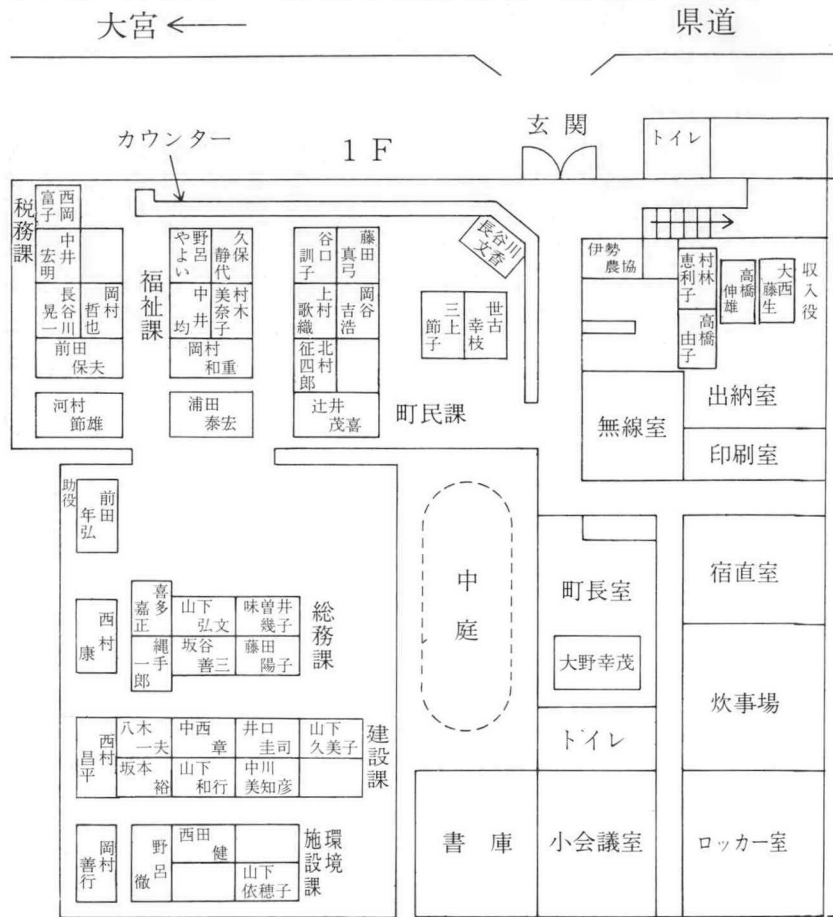 大宮←
県道
カウンター
1F
玄関
トイレ
税務課
西岡富子
中井宏明
長谷川晃一
岡村哲也
前田保夫
河村節雄
福祉課
野呂やよい
久保静代
中井均
村木美奈子
岡村和重
浦田泰宏
谷口訓子
藤田真弓
上村歌織
岡谷吉浩
北村征四郎
辻井茂喜
町民課
三上節子
世古幸枝
長谷川文香
伊勢農協
村林恵利子
高橋伸雄
大西藤生
収入役
高橋由子
出納室
無線室
印刷室
助役
前田年弘
西村康
喜多嘉正
山下弘文
味曽井幾子
縄手一郎
坂谷善三
藤田陽子
総務課
西村昌平
八木一夫
中西章
井口圭司
山下久美子
坂本裕
山下和行
中川美知彦
建設課
岡村善行
野呂徹
西田健
山下依穂子
環境施設課
中庭
町長室
大野幸茂
トイレ
宿直室
炊事場
書庫
小会議室
ロッカー室